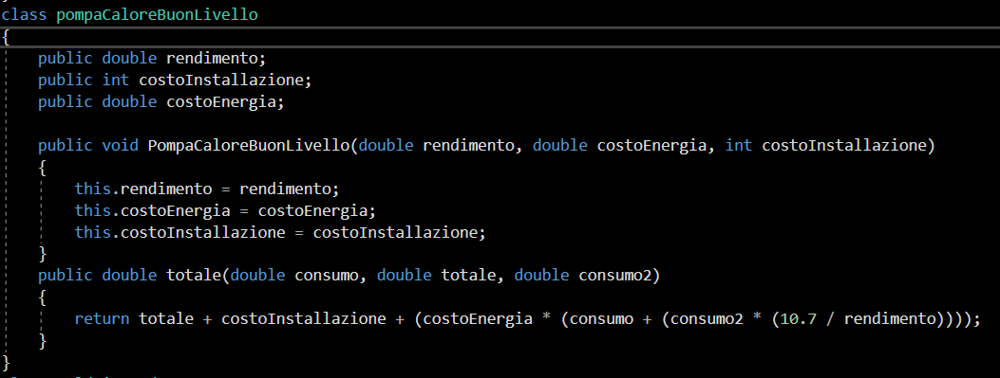 class pompaCaloreBuonLivello
{
public double rendimento;
public int costoInstallazione;
public double costoEnergia;
public void PompaCaloreBuonLivello(double rendimento, double costoEnergia, int costoInstallazione)
{
this.rendimento = rendimento;
this.costoEnergia = costoEnergia;
this.costoInstallazione = costoInstallazione;
}
public double totale(double consumo, double totale, double consumo2)
{
return totale + costoInstallazione + (costoEnergia * (consumo + (consumo2 * (10.7 / rendimento))));
}
}